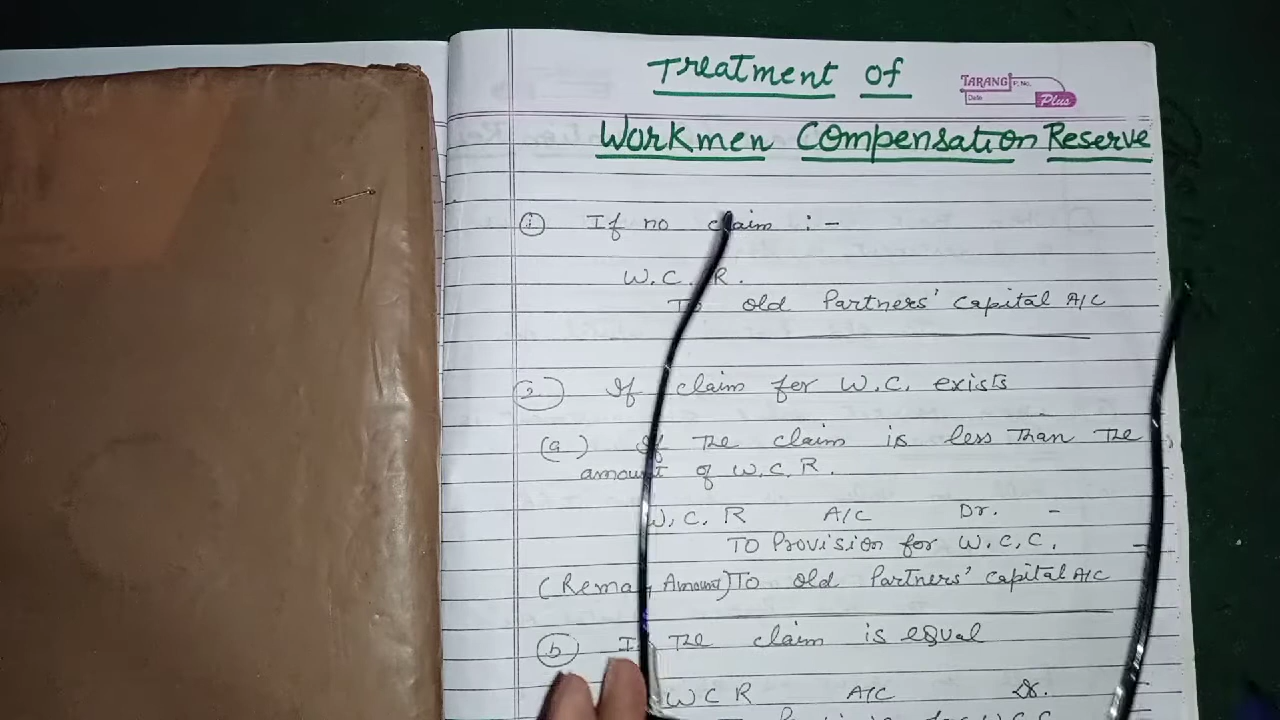 Treatment of
TARANG P. No.
Date
Plus
Workmen Compensation Reserve
① If no claim :-
W.C.R.
To old Partners' Capital A/C
② If claim for W.C. exists
(a) If The claim is less Than The
amount of W.C.R.
W.C.R A/C Dr. -
TO Provision for W.C.C. -
Amount) To old Partners' capital A/C
ⓑ The claim is equal
W C R A/C Dr.